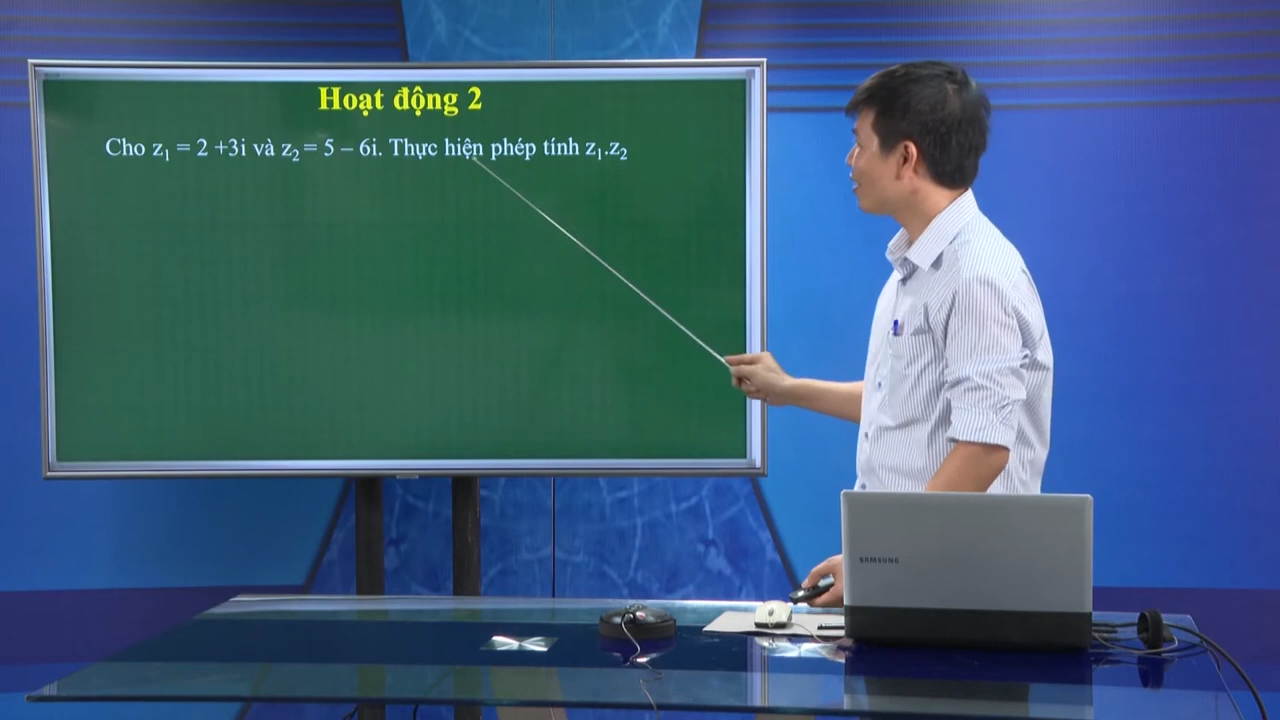 Hoạt động 2
Cho z₁ = 2 +3i và z₂ = 5 – 6i. Thực hiện phép tính z₁.z₂
SAMSUNG